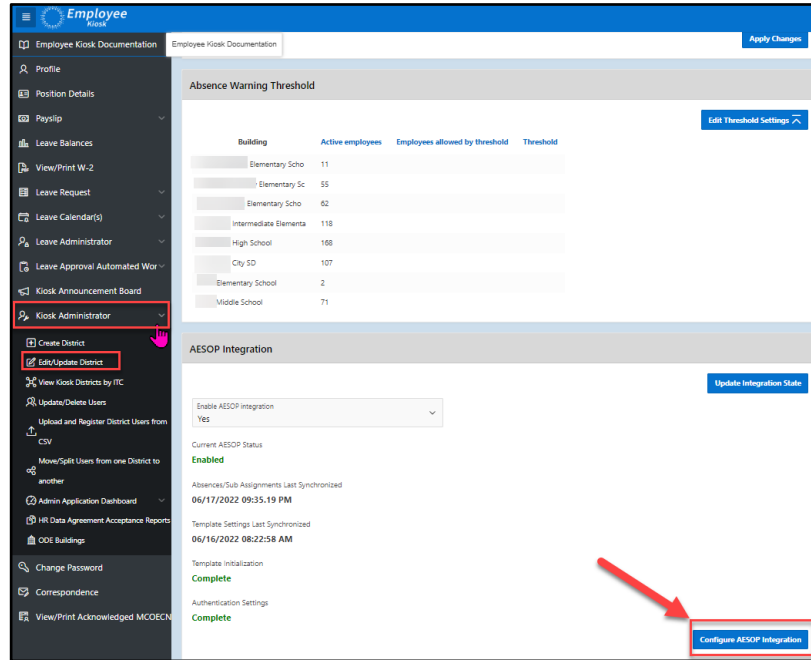 Employee
Kiosk
Employee Kiosk Documentation
Employee Kiosk Documentation
Apply Changes
Profile
Position Details
Payslip
Leave Balances
View/Print W-2
Leave Request
Leave Calendar(s)
Leave Administrator
Leave Approval Automated Wor
Kiosk Announcement Board
Kiosk Administrator
Create District
Edit/Update District
View Kiosk Districts by ITC
Update/Delete Users
Upload and Register District Users from
CSV
Move/Split Users from one District to
another
Admin Application Dashboard
HR Data Agreement Acceptance Reports
ODE Buildings
Change Password
Correspondence
View/Print Acknowledged MCOECN
Absence Warning Threshold
Edit Threshold Settings
Building Active employees Employees allowed by threshold Threshold
Elementary Scho 11
Elementary Sc 55
Elementary Scho 62
Intermediate Elementa 118
High School 168
City SD 107
Elementary School 2
Middle School 71
AESOP Integration
Update Integration State
Enable AESOP integration
Yes
Current AESOP Status
Enabled
Absences/Sub Assignments Last Synchronized
06/17/2022 09:35.19 PM
Template Settings Last Synchronized
06/16/2022 08:22:58 AM
Template Initialization
Complete
Authentication Settings
Complete
Configure AESOP Integration